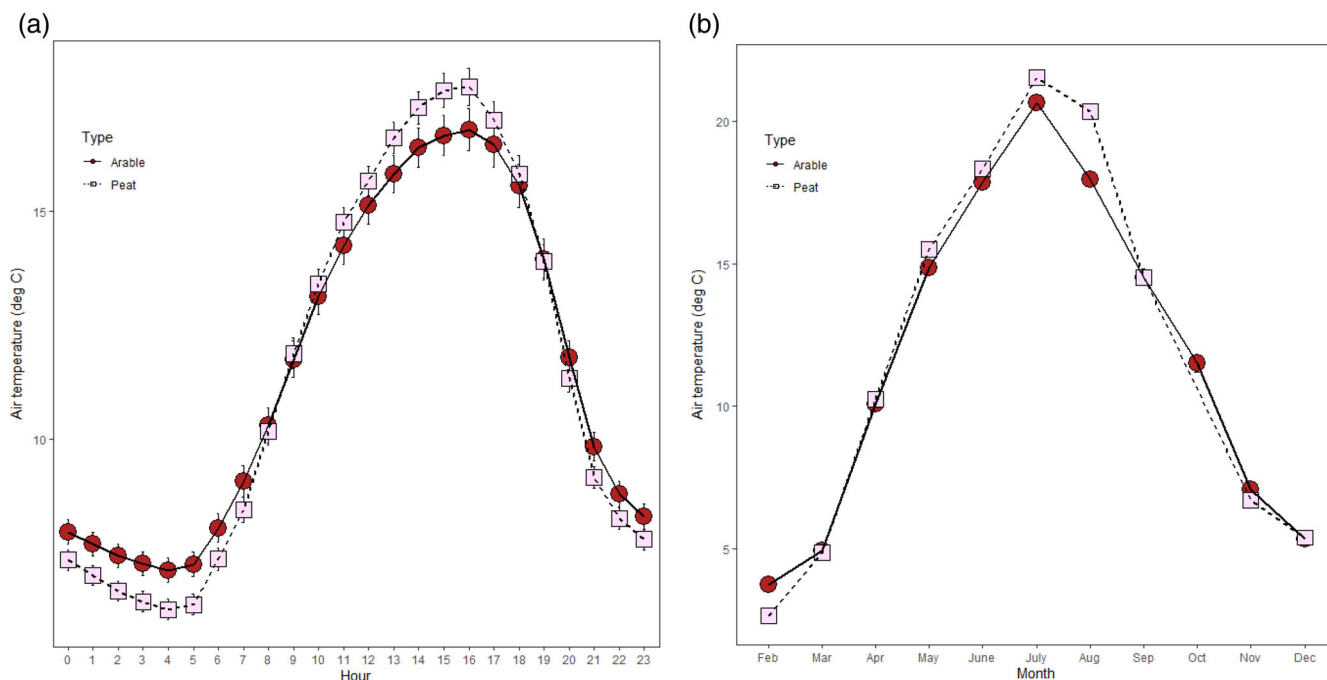 (a)
Air temperature (deg C)
15
10
Type
Arable
Peat
0 1 2 3 4 5 6 7 8 9 10 11 12 13 14 15 16 17 18 19 20 21 22 23
Hour
(b)
Air temperature (deg C)
20
15
10
5
Type
Arable
Peat
Feb Mar Apr May June July Aug Sep Oct Nov Dec
Month